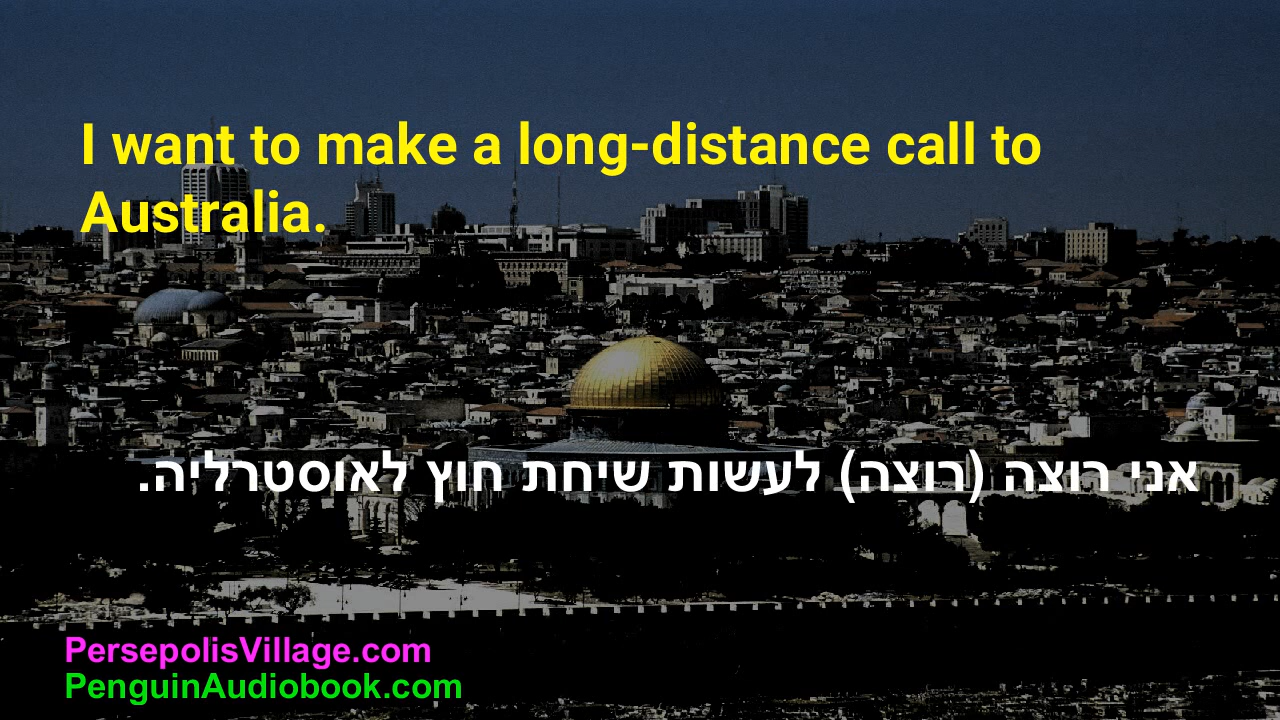 I want to make a long-distance call to
Australia.
אני רוצה (רוצה) לעשות שיחת חוץ לאוסטרליה.
PersepolisVillage.com
PenguinAudiobook.com